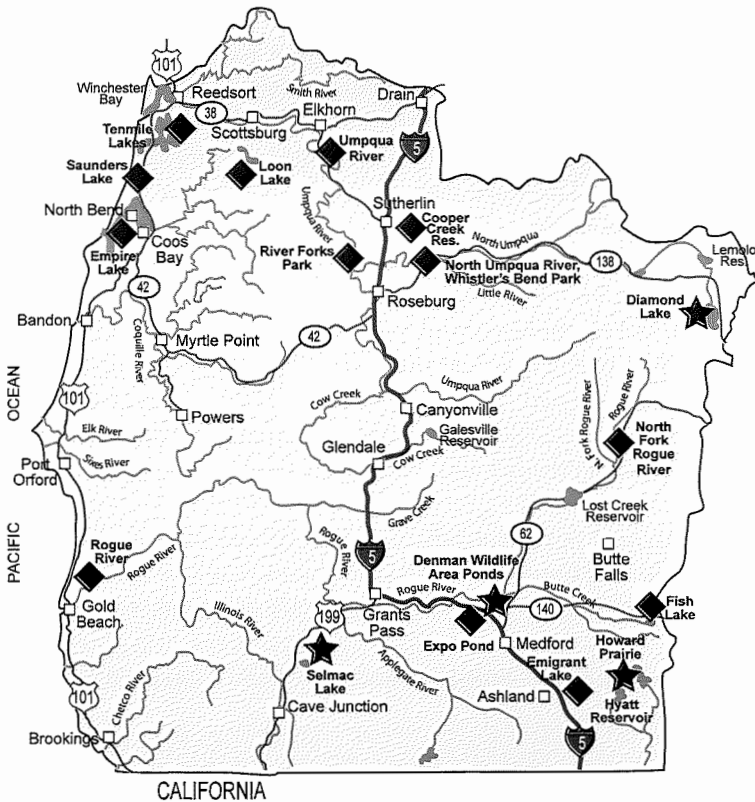 101
Winchester
Bay
Reedsort
Smith River
Drain
38
Elkhorn
Tenmile
Lakes
Scottsburg
Umpqua
River
5
Saunders
Lake
Loon
Lake
Umpqua
River
Sutherlin
Cooper
Creek
Res.
North Bend
Coos
Bay
Empire
Lake
River Forks
Park
North Umpqua
North Umpqua River,
Whistler's Bend Park
138
Lemolo
Res.
42
Roseburg
Little River
Diamond
Lake
Bandon
Coquille River
Myrtle Point
42
PACIFIC OCEAN
101
Powers
Cow Creek
Umpqua River
Canyonville
Elk River
Galesville
Reservoir
N. Fork Rogue River
Rogue River
North
Fork
Rogue
River
Port
Orford
Sixes River
Glendale
Cow Creek
Lost Creek
Reservoir
Grave Creek
62
Rogue
River
Rogue River
Rogue River
5
Denman Wildlife
Area Ponds
Butte
Falls
Gold
Beach
Illinois River
Rogue River
Butte Creek
199
Grants
Pass
140
Fish
Lake
Expo Pond
Medford
Howard
Prairie
Selmac
Lake
Applegate River
Emigrant
Lake
101
Chetco River
Ashland
Hyatt
Reservoir
Cave Junction
Brookings
5
CALIFORNIA